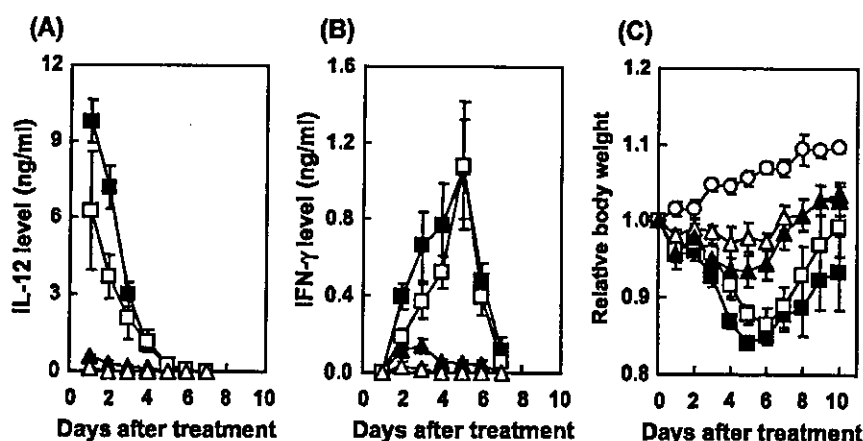 (A)
(B)
(C)
IL-12 level (ng/ml)
12
9
6
3
0
0 2 4 6 8 10
Days after treatment
IFN-γ level (ng/ml)
1.6
1.2
0.8
0.4
0.0
0 2 4 6 8 10
Days after treatment
Relative body weight
1.2
1.1
1.0
0.9
0.8
0 2 4 6 8 10
Days after treatment